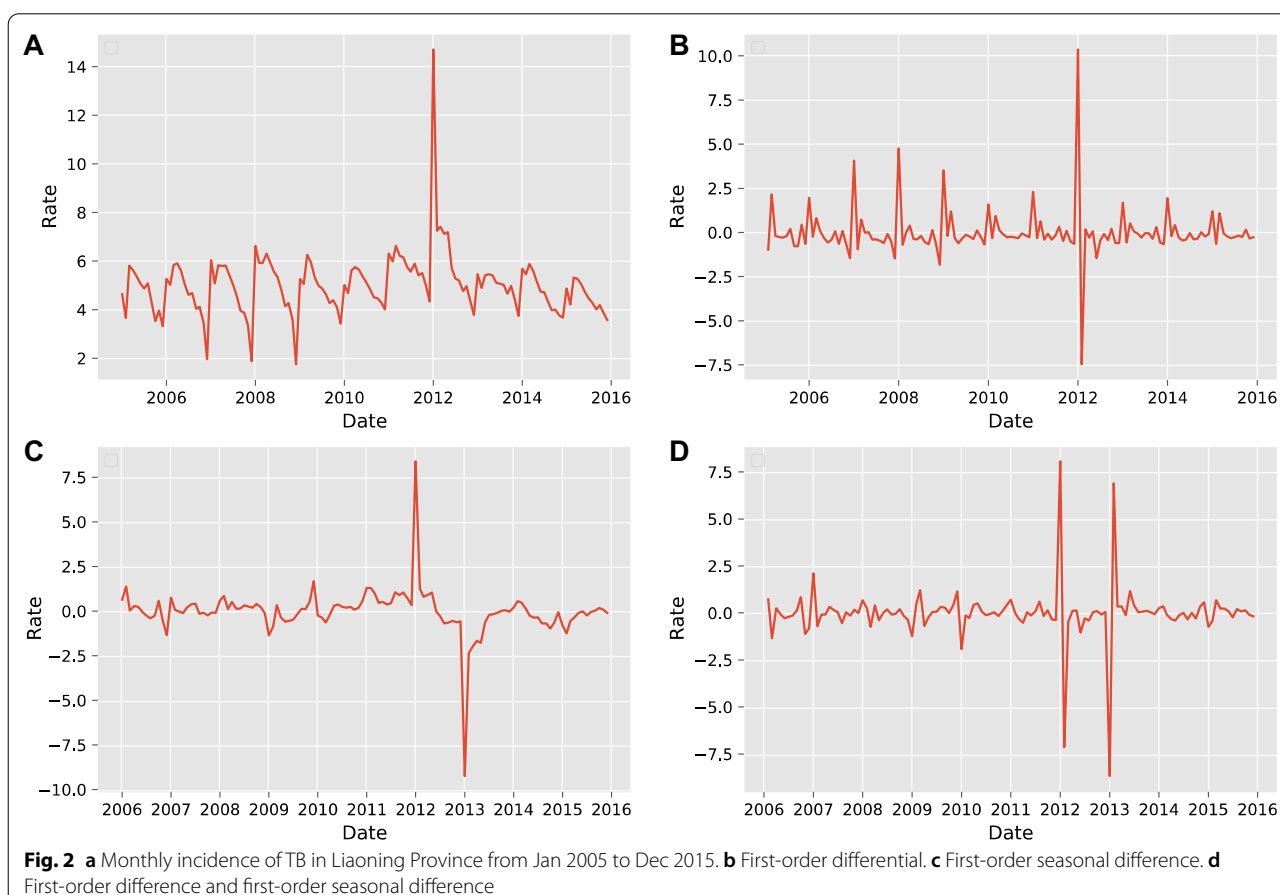 A
14
12
10
8
6
4
2
Rate
2006 2008 2010 2012 2014 2016
Date
B
10.0
7.5
5.0
2.5
0.0
−2.5
−5.0
−7.5
Rate
2006 2008 2010 2012 2014 2016
Date
C
7.5
5.0
2.5
0.0
−2.5
−5.0
−7.5
−10.0
Rate
2006 2007 2008 2009 2010 2011 2012 2013 2014 2015 2016
Date
D
7.5
5.0
2.5
0.0
−2.5
−5.0
−7.5
Rate
2006 2007 2008 2009 2010 2011 2012 2013 2014 2015 2016
Date
Fig. 2 a Monthly incidence of TB in Liaoning Province from Jan 2005 to Dec 2015. b First-order differential. c First-order seasonal difference. d
First-order difference and first-order seasonal difference